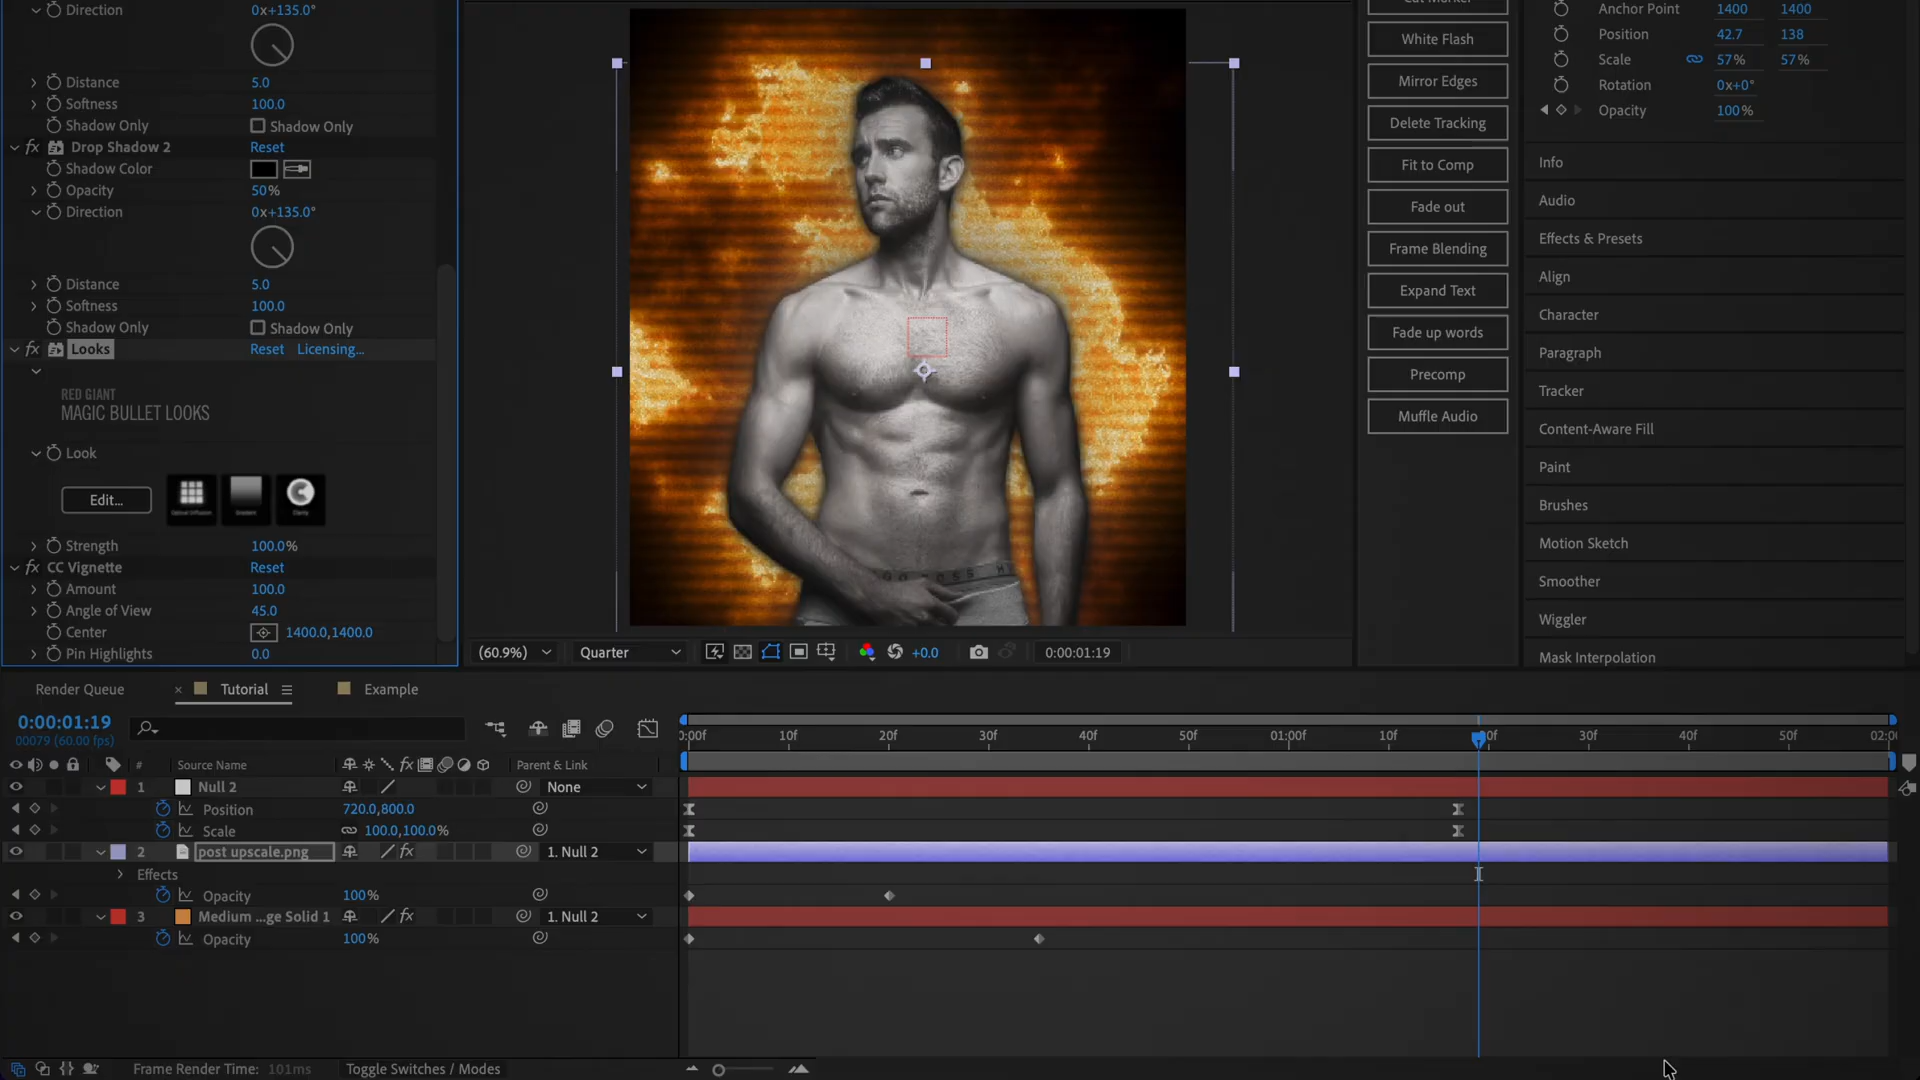 Direction 0x+135.0°
Distance 5.0
Softness 100.0
Shadow Only Shadow Only
fx Drop Shadow 2 Reset
Shadow Color
Opacity 50%
Direction 0x+135.0°
Distance 5.0
Softness 100.0
Shadow Only Shadow Only
fx Looks Reset Licensing...
RED GIANT
MAGIC BULLET LOOKS
Look
Edit...
Strength 100.0%
fx CC Vignette Reset
Amount 100.0
Angle of View 45.0
Center 1400.0,1400.0
Pin Highlights 0.0
(60.9%) Quarter +0.0 0:00:01:19
White Flash
Mirror Edges
Delete Tracking
Fit to Comp
Fade out
Frame Blending
Expand Text
Fade up words
Precomp
Muffle Audio
Anchor Point 1400 1400
Position 42.7 138
Scale 57% 57%
Rotation 0x+0°
Opacity 100%
Info
Audio
Effects & Presets
Align
Character
Paragraph
Tracker
Content-Aware Fill
Paint
Brushes
Motion Sketch
Smoother
Wiggler
Mask Interpolation
Render Queue × Tutorial Example
0:00:01:19
00079 (60.00 fps)
10f 20f 30f 40f 50f 01:00f 10f 30f 40f 50f
# Source Name fx Parent & Link
1 Null 2 None
Position 720.0,800.0
Scale 100.0,100.0%
2 post upscale.png fx 1. Null 2
Effects
Opacity 100%
3 Medium ...ge Solid 1 fx 1. Null 2
Opacity 100%
Frame Render Time: 101ms Toggle Switches / Modes